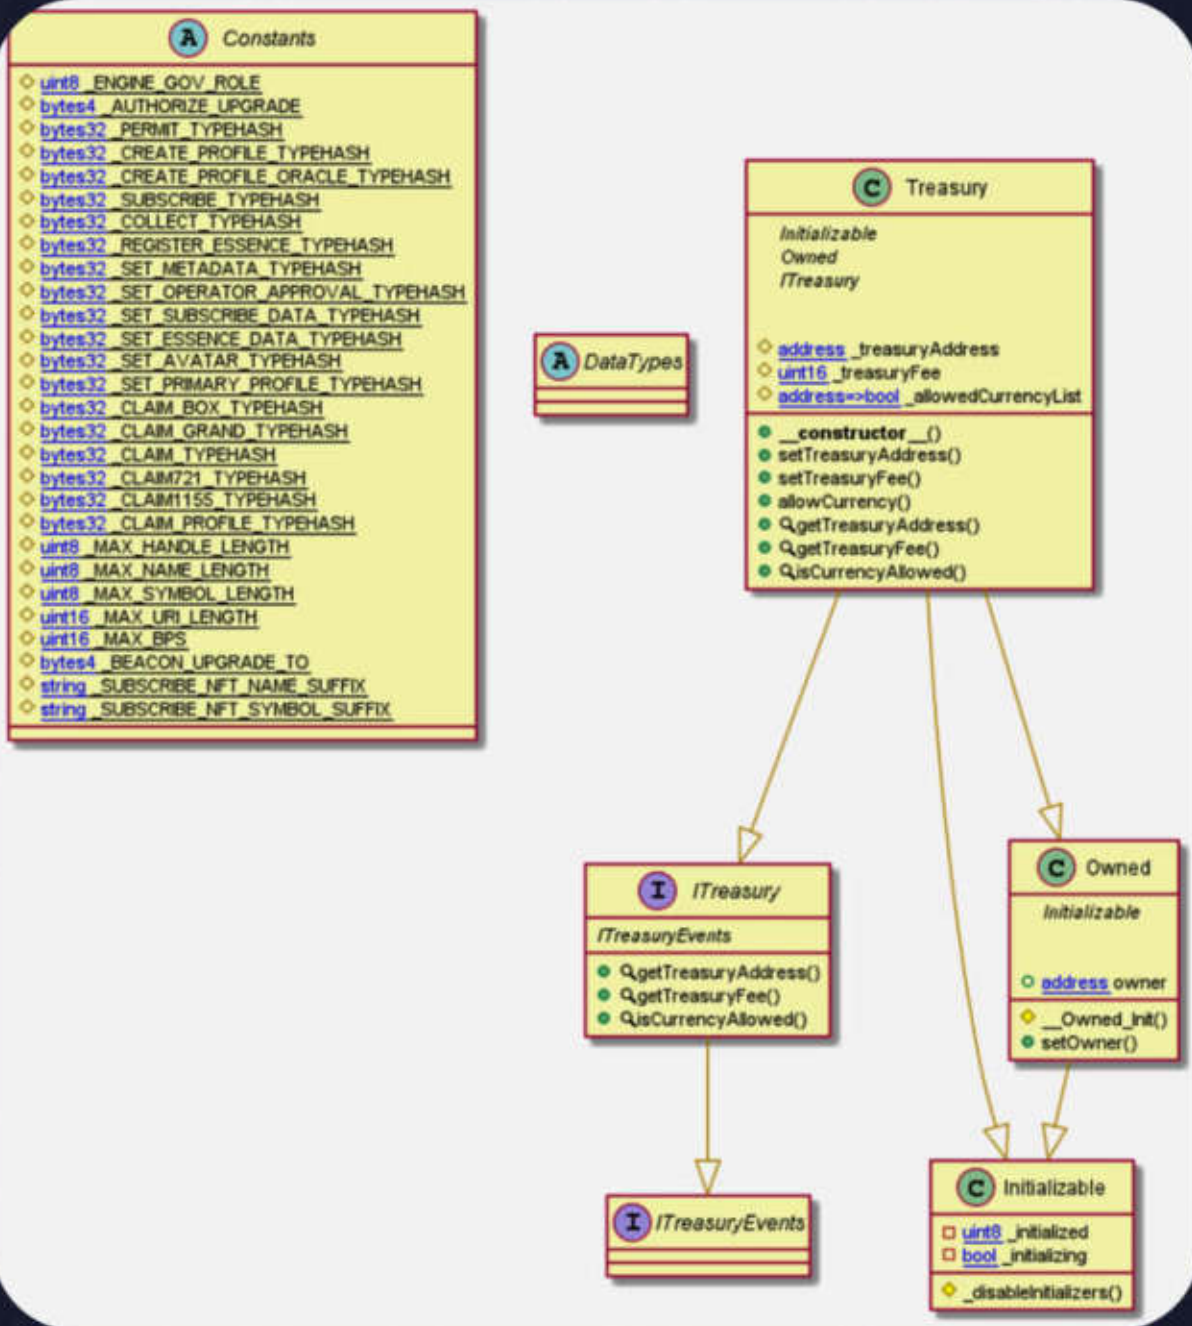 A Constants
uint8 _ENGINE_GOV_ROLE
bytes4 _AUTHORIZE_UPGRADE
bytes32 _PERMIT_TYPEHASH
bytes32 _CREATE_PROFILE_TYPEHASH
bytes32 _CREATE_PROFILE_ORACLE_TYPEHASH
bytes32 _SUBSCRIBE_TYPEHASH
bytes32 _COLLECT_TYPEHASH
bytes32 _REGISTER_ESSENCE_TYPEHASH
bytes32 _SET_METADATA_TYPEHASH
bytes32 _SET_OPERATOR_APPROVAL_TYPEHASH
bytes32 _SET_SUBSCRIBE_DATA_TYPEHASH
bytes32 _SET_ESSENCE_DATA_TYPEHASH
bytes32 _SET_AVATAR_TYPEHASH
bytes32 _SET_PRIMARY_PROFILE_TYPEHASH
bytes32 _CLAIM_BOX_TYPEHASH
bytes32 _CLAIM_GRAND_TYPEHASH
bytes32 _CLAIM_TYPEHASH
bytes32 _CLAIM721_TYPEHASH
bytes32 _CLAIM1155_TYPEHASH
bytes32 _CLAIM_PROFILE_TYPEHASH
uint8 _MAX_HANDLE_LENGTH
uint8 _MAX_NAME_LENGTH
uint8 _MAX_SYMBOL_LENGTH
uint16 _MAX_URI_LENGTH
uint16 _MAX_BPS
bytes4 _BEACON_UPGRADE_TO
string _SUBSCRIBE_NFT_NAME_SUFFIX
string _SUBSCRIBE_NFT_SYMBOL_SUFFIX
A DataTypes
C Treasury
Initializable
Owned
ITreasury
address _treasuryAddress
uint16 _treasuryFee
address=>bool _allowedCurrencyList
__constructor__()
setTreasuryAddress()
setTreasuryFee()
allowCurrency()
getTreasuryAddress()
getTreasuryFee()
isCurrencyAllowed()
I ITreasury
ITreasuryEvents
getTreasuryAddress()
getTreasuryFee()
isCurrencyAllowed()
C Owned
Initializable
address owner
__Owned_Init()
setOwner()
I ITreasuryEvents
C Initializable
uint8 _initialized
bool _initializing
_disableInitializers()